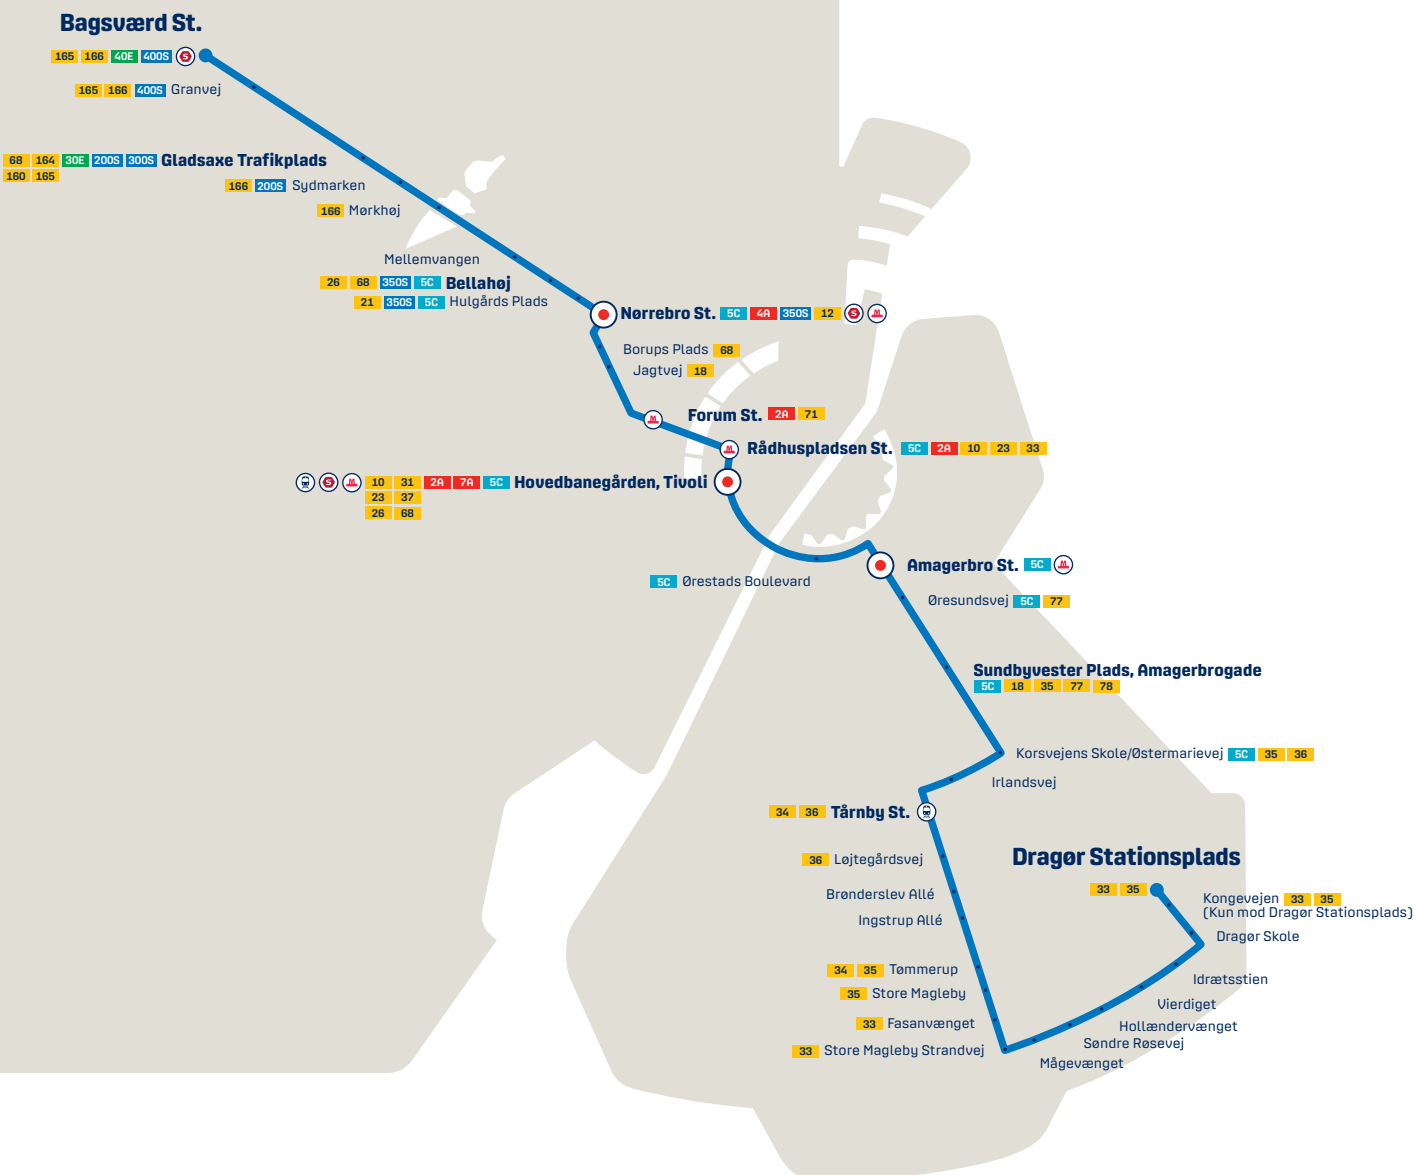 Bagsværd St.
165 166 40E 400S S
165 166 400S Granvej
68 164 30E 200S 300S Gladsaxe Trafikplads
160 165
166 200S Sydmarken
166 Mørkhøj
Mellemvangen
26 68 350S 5C Bellahøj
21 350S 5C Hulgårds Plads
Nørrebro St. 5C 4A 350S 12 S M
Borups Plads 68
Jagtvej 18
M Forum St. 2A 71
M Rådhuspladsen St. 5C 2A 10 23 33
S M 10 31 2A 7A 5C Hovedbanegården, Tivoli
23 37
26 68
5C Ørestads Boulevard
Amagerbro St. 5C M
Øresundsvej 5C 77
Sundbyvester Plads, Amagerbrogade
5C 18 35 77 78
Korsvejens Skole/Østermarievej 5C 35 36
Irlandsvej
34 36 Tårnby St.
36 Løjtegårdsvej
Brønderslev Allé
Ingstrup Allé
34 35 Tømmerup
35 Store Magleby
33 Fasanvænget
33 Store Magleby Strandvej
Mågevænget
Søndre Røsevej
Hollændervænget
Vierdiget
Idrætsstien
Dragør Skole
Kongevejen 33 35
(Kun mod Dragør Stationsplads)
Dragør Stationsplads
33 35